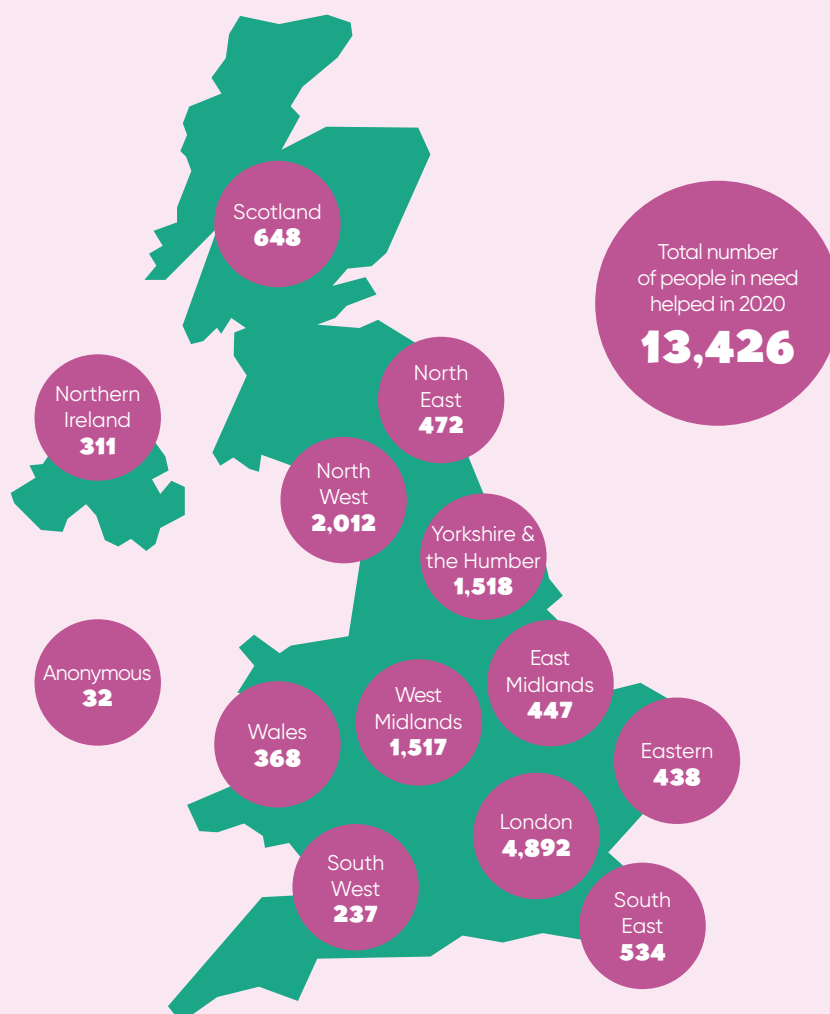 Scotland
648
Total number
of people in need
helped in 2020
13,426
Northern
Ireland
311
North
East
472
North
West
2,012
Yorkshire &
the Humber
1,518
Anonymous
32
East
Midlands
447
West
Midlands
1,517
Wales
368
Eastern
438
London
4,892
South
West
237
South
East
534